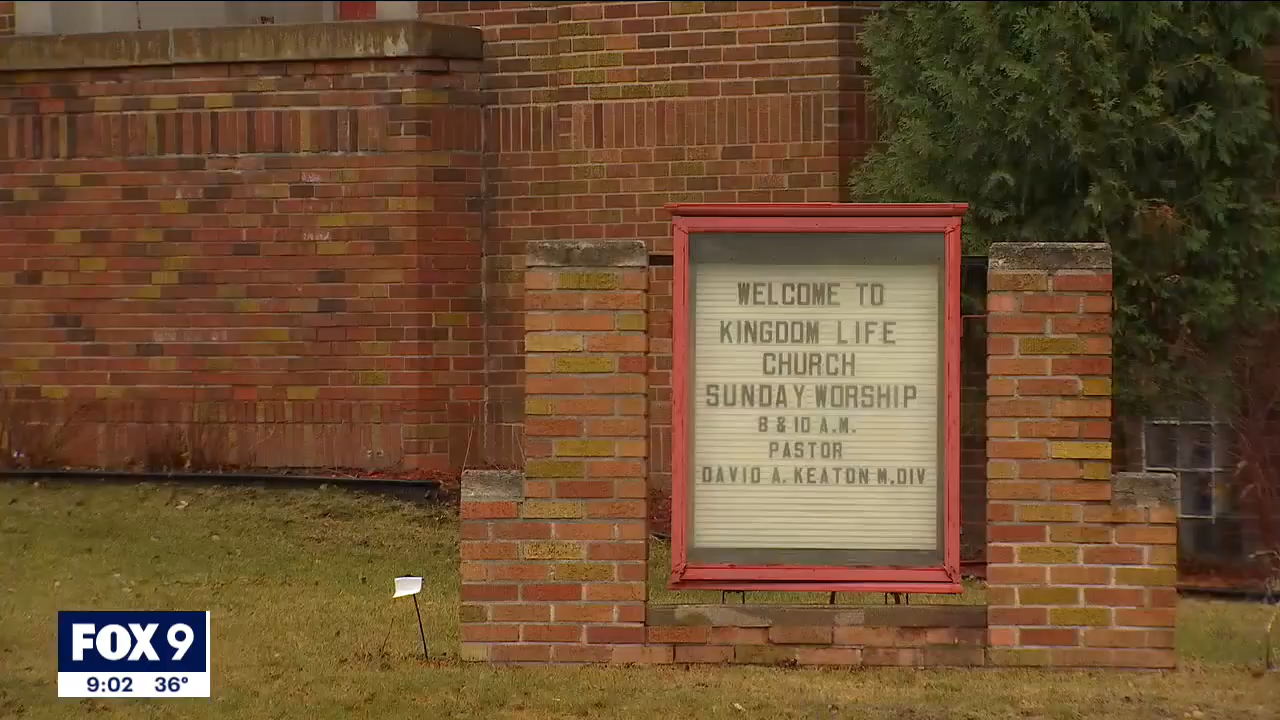 WELCOME TO
KINGDOM LIFE
CHURCH
SUNDAY WORSHIP
8 & 10 A.M.
PASTOR
DAVID A. KEATON M.DIV
FOX 9
9:02 36°